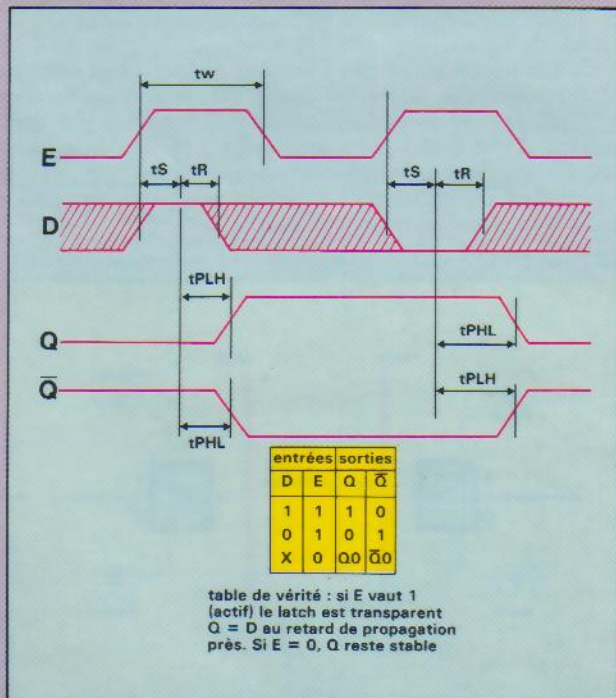 tw
E
tS
tR
tS
tR
D
tPLH
Q
tPHL
tPLH
Q̅
tPHL
entrées sorties
D E Q Q̅
1 1 1 0
0 1 0 1
X 0 Q0 Q̅0
table de vérité : si E vaut 1
(actif) le latch est transparent
Q = D au retard de propagation
près. Si E = 0, Q reste stable